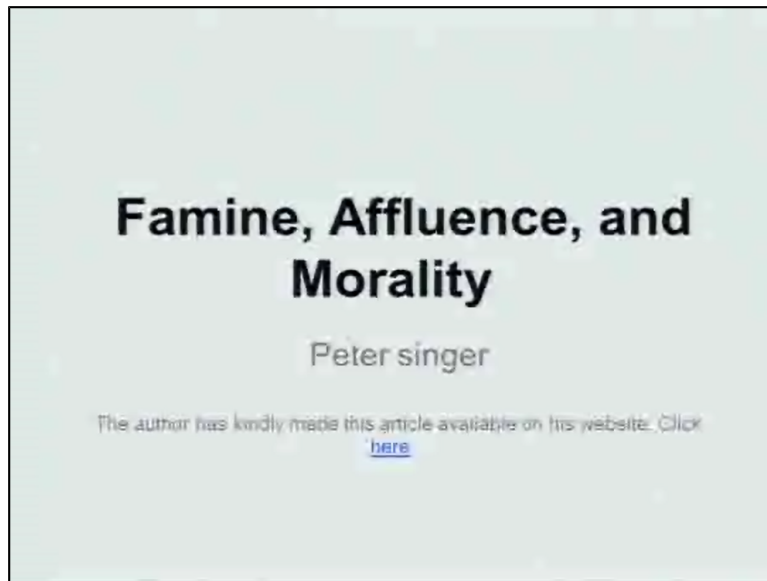 Famine, Affluence, and
Morality
Peter singer
The author has kindly made this article available on his website. Click
here